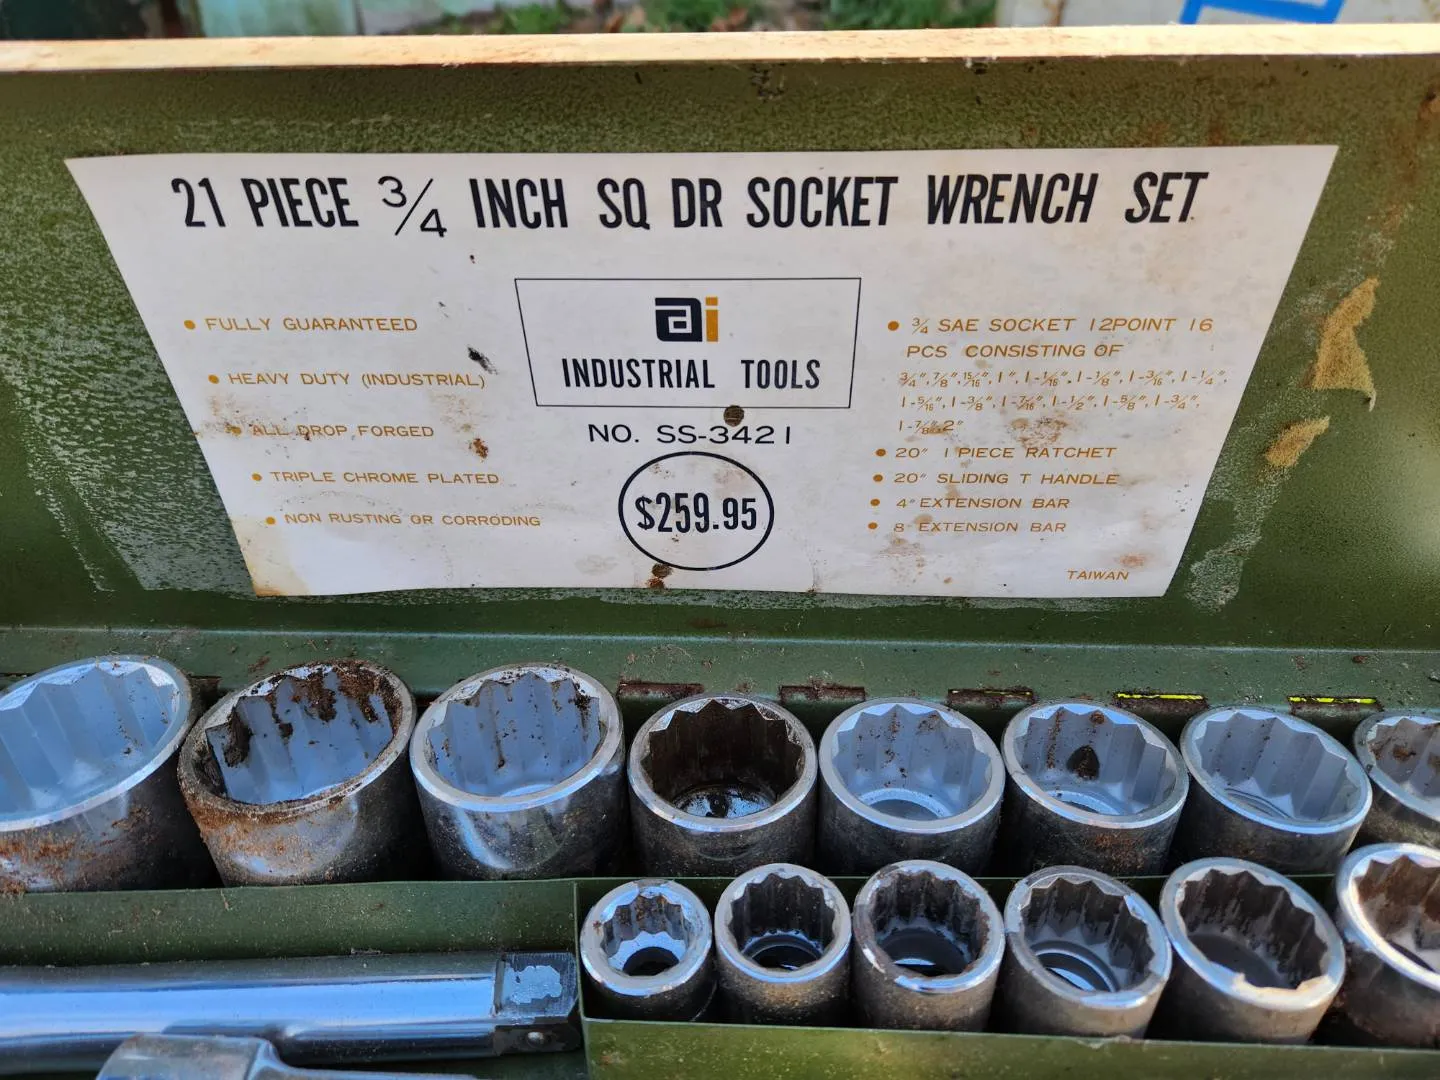 21 PIECE 3/4 INCH SQ DR SOCKET WRENCH SET
ai
INDUSTRIAL TOOLS
NO. SS-3421
$259.95
• FULLY GUARANTEED
• HEAVY DUTY (INDUSTRIAL)
• ALL DROP FORGED
• TRIPLE CHROME PLATED
• NON RUSTING OR CORRODING
• 3/4 SAE SOCKET 12POINT 16
PCS CONSISTING OF
3/4", 7/8", 15/16", 1", 1-1/16", 1-1/8", 1-3/16", 1-1/4",
1-5/16", 1-3/8", 1-7/16", 1-1/2", 1-5/8", 1-3/4",
1-7/8", 2"
• 20" 1 PIECE RATCHET
• 20" SLIDING T HANDLE
• 4" EXTENSION BAR
• 8" EXTENSION BAR
TAIWAN